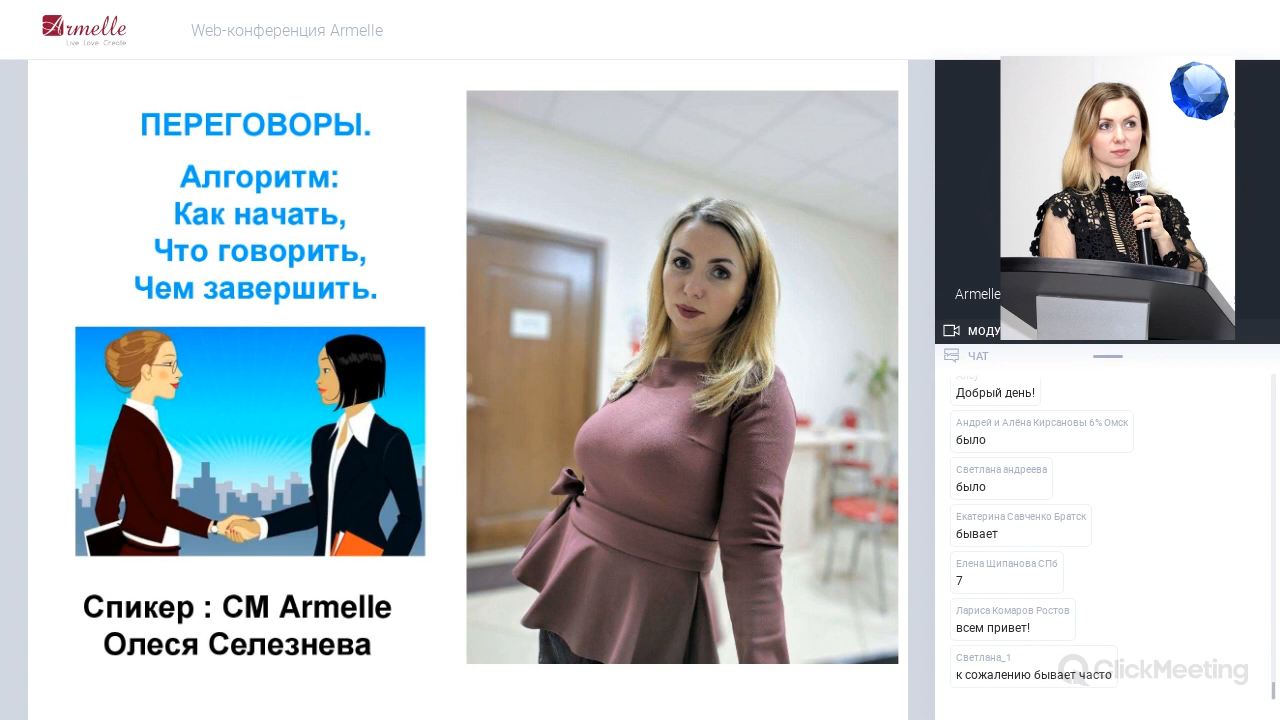 Armelle
Live Love Create
Web-конференция Armelle
ПЕРЕГОВОРЫ.
Алгоритм:
Как начать,
Что говорить,
Чем завершить.
Спикер : СМ Armelle
Олеся Селезнева
Armelle
МОДУ
ЧАТ
Добрый день!
Андрей и Алёна Кирсановы 6% Омск
было
Светлана андреева
было
Екатерина Савченко Братск
бывает
Елена Щипанова СПб
7
Лариса Комаров Ростов
всем привет!
Светлана_1
к сожалению бывает часто
ClickMeeting